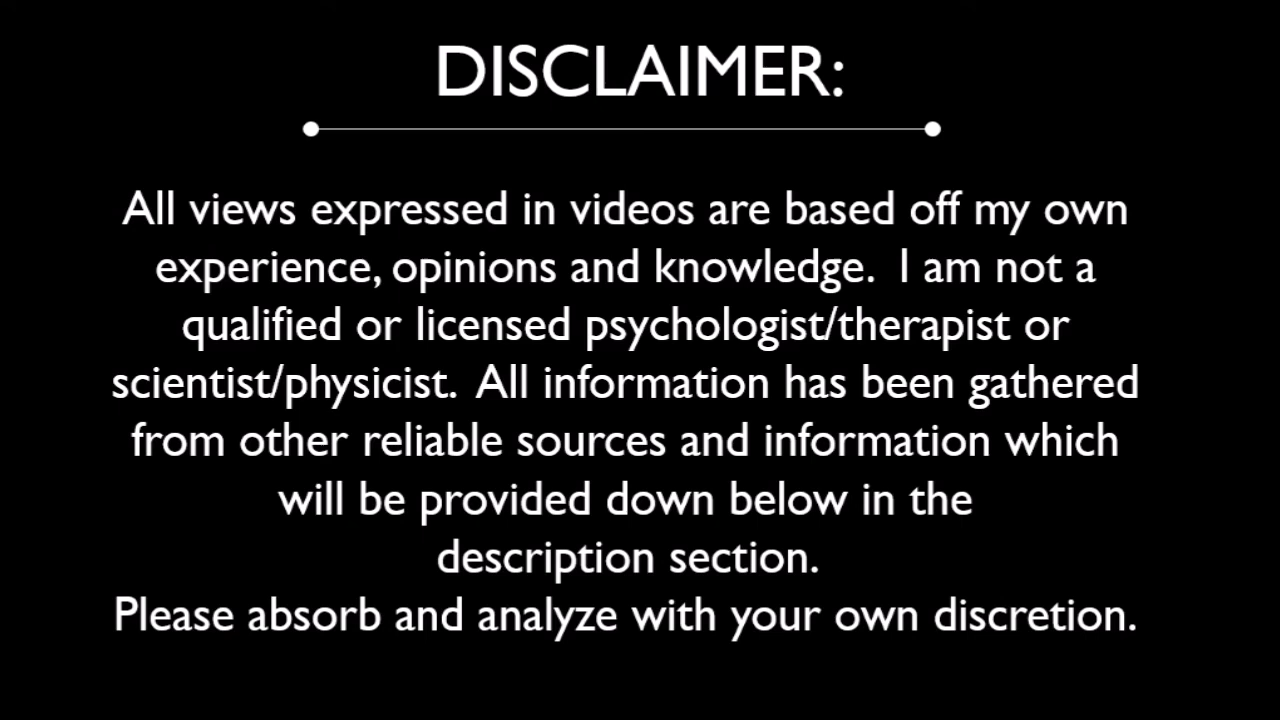 DISCLAIMER:
All views expressed in videos are based off my own
experience, opinions and knowledge.  I am not a
qualified or licensed psychologist/therapist or
scientist/physicist.  All information has been gathered
from other reliable sources and information which
will be provided down below in the
description section.
Please absorb and analyze with your own discretion.